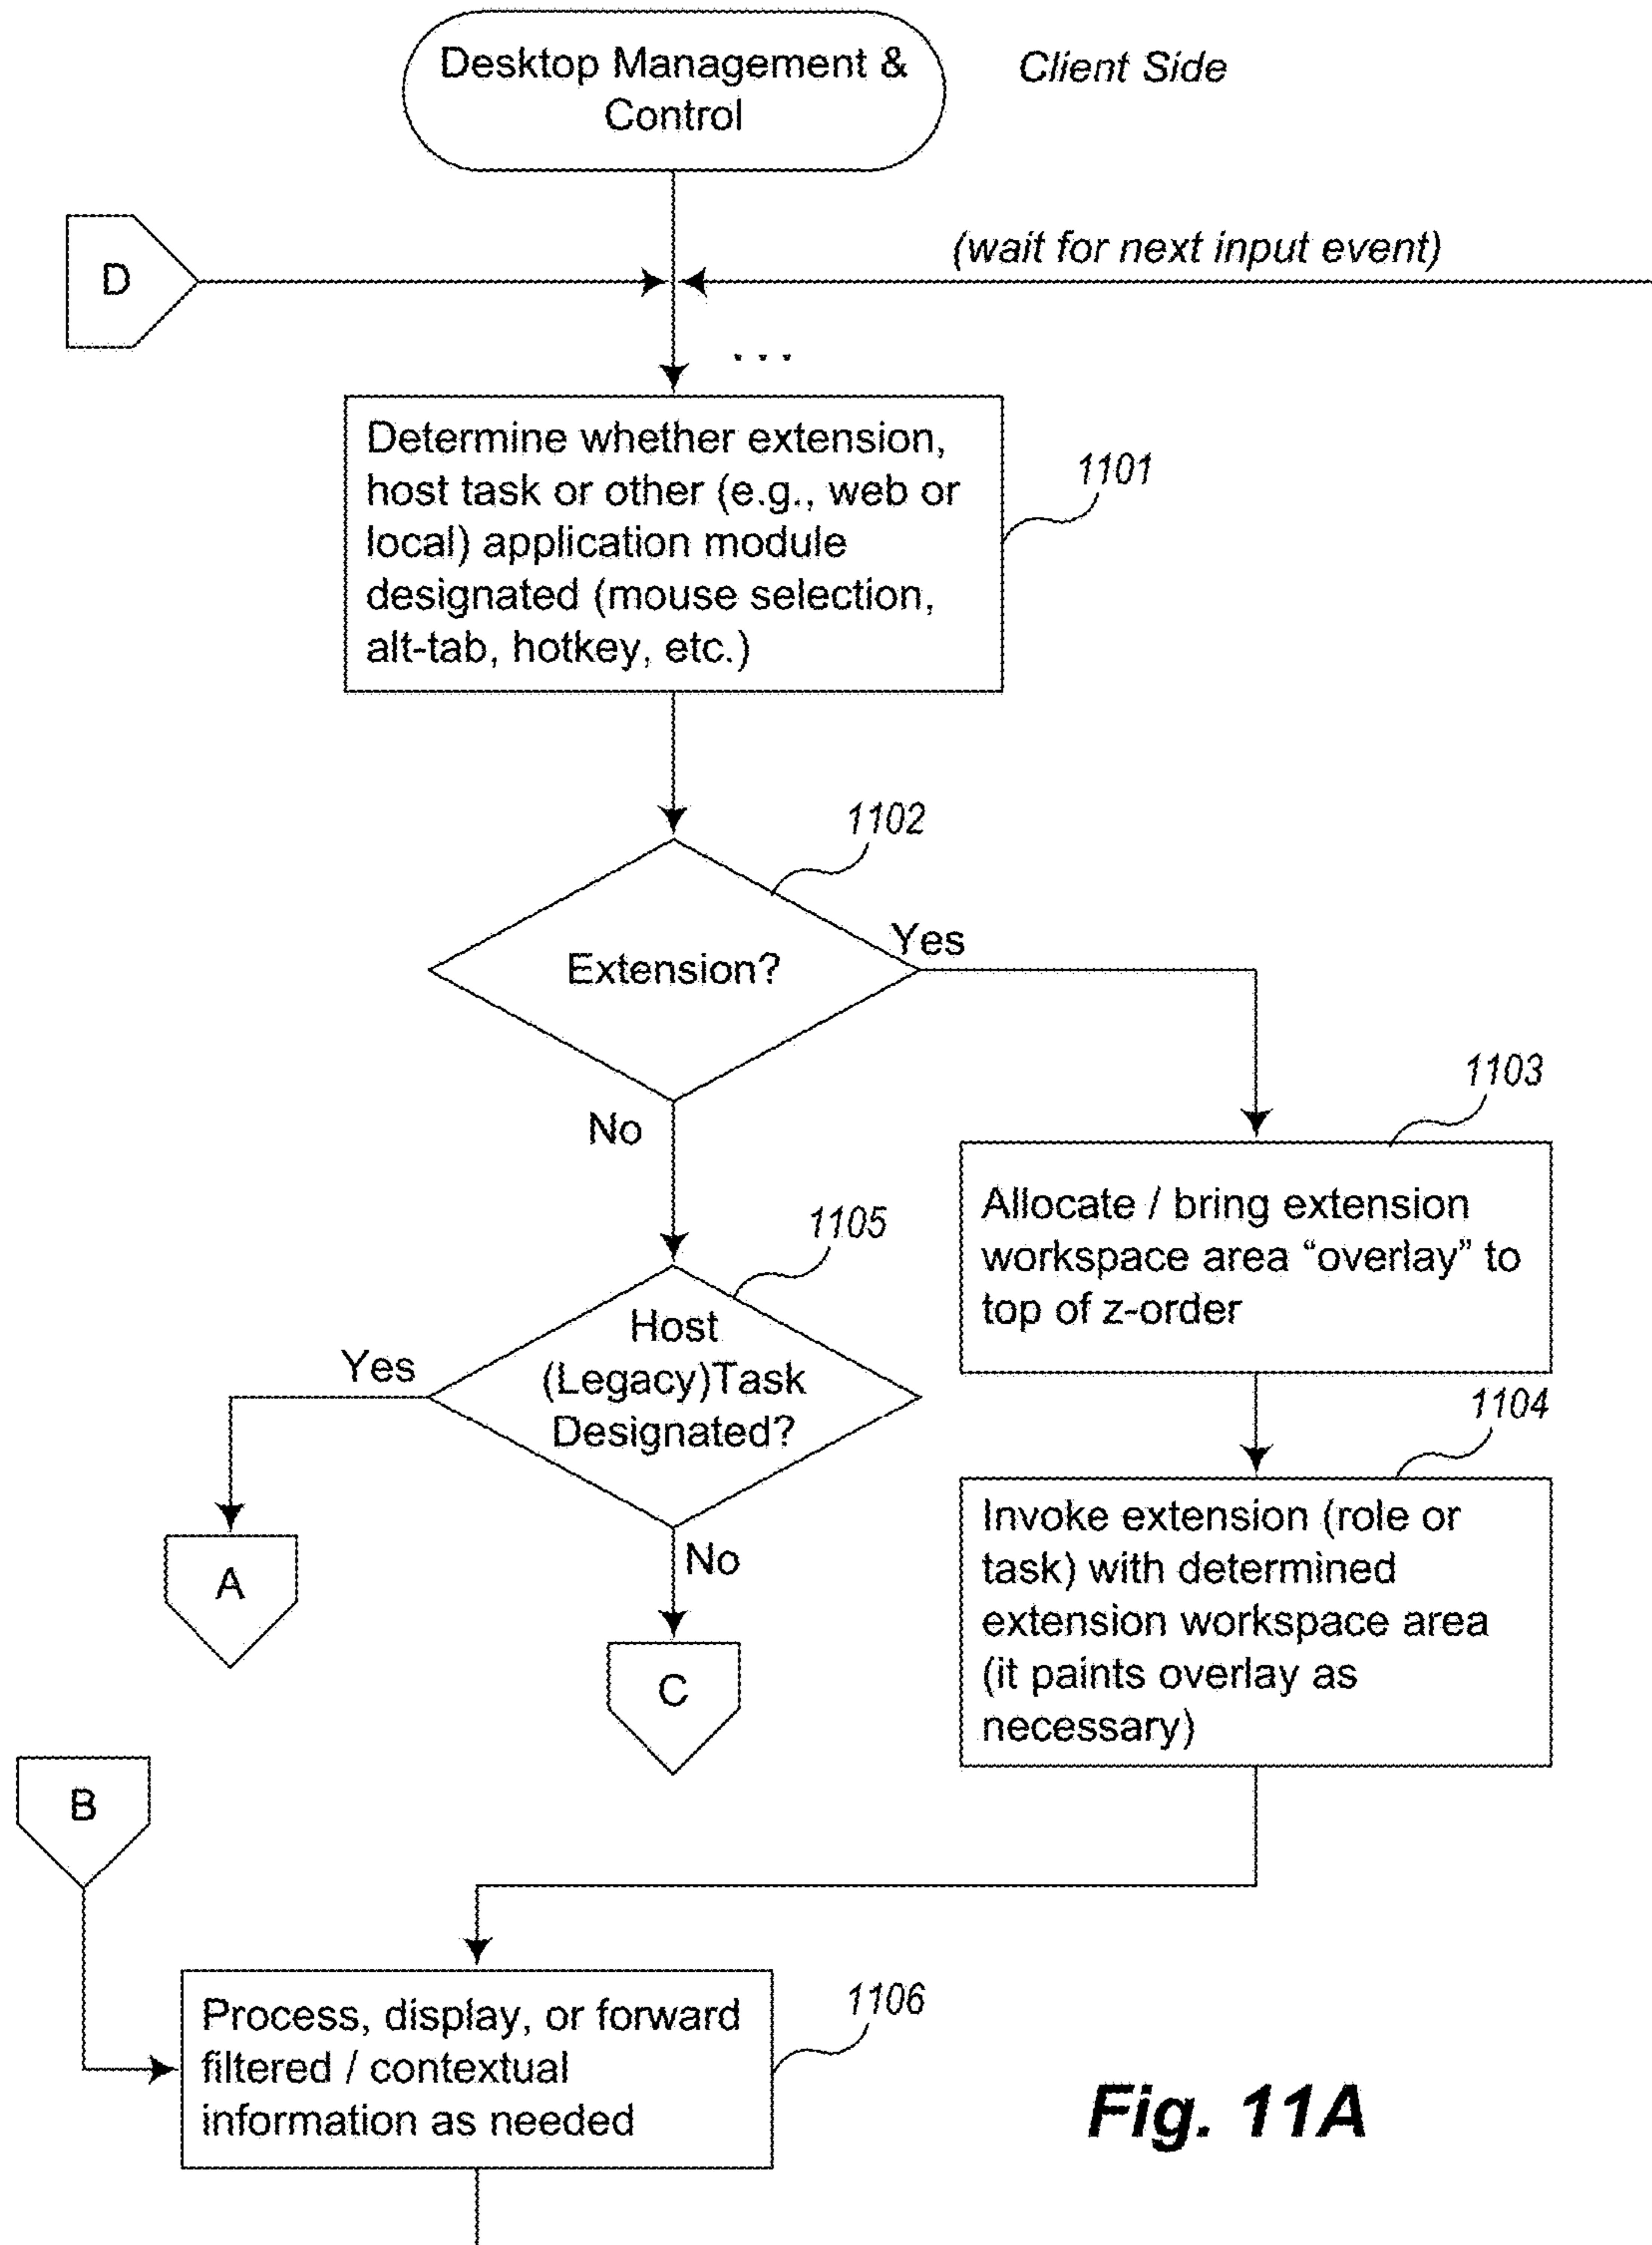 Desktop Management &
Control
Client Side
D
(wait for next input event)
. . .
Determine whether extension,
host task or other (e.g., web or
local) application module
designated (mouse selection,
alt-tab, hotkey, etc.)
1101
1102
Extension?
Yes
No
1103
Allocate / bring extension
workspace area “overlay” to
top of z-order
1105
Host
(Legacy)Task
Designated?
Yes
No
A
C
1104
Invoke extension (role or
task) with determined
extension workspace area
(it paints overlay as
necessary)
B
Process, display, or forward
filtered / contextual
information as needed
1106
Fig. 11A